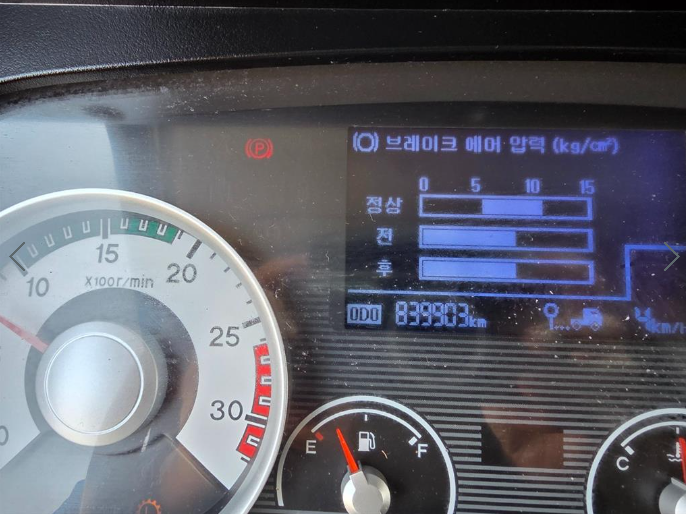 (P)
브레이크 에어 압력 (kg/cm²)
0 5 10 15
정상
전
후
ODO 839903km
km/H
10 15 20 25 30
X100r/min
E F
C